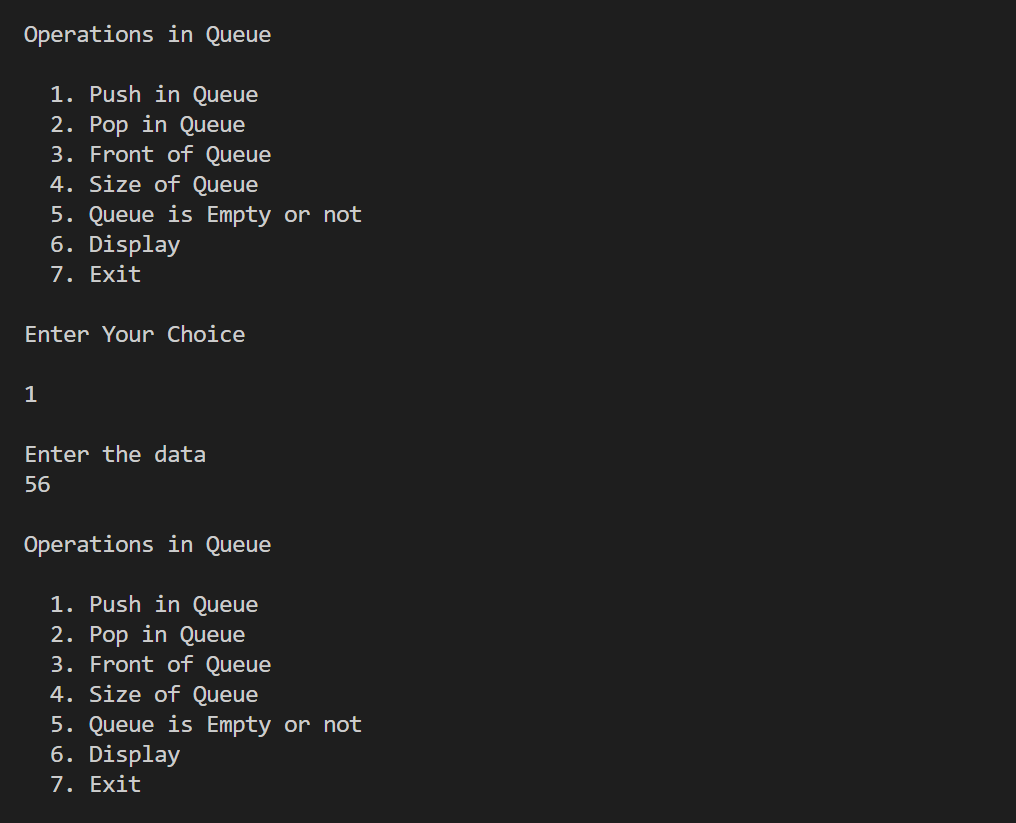 Operations in Queue
1. Push in Queue
2. Pop in Queue
3. Front of Queue
4. Size of Queue
5. Queue is Empty or not
6. Display
7. Exit
Enter Your Choice
1
Enter the data
56
Operations in Queue
1. Push in Queue
2. Pop in Queue
3. Front of Queue
4. Size of Queue
5. Queue is Empty or not
6. Display
7. Exit